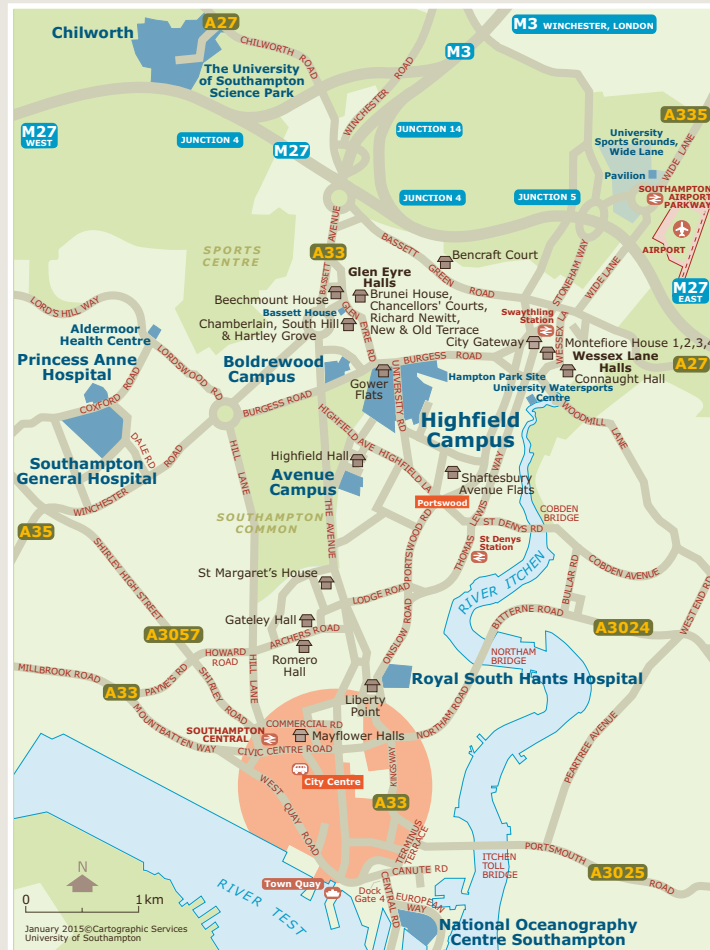 Chilworth
A27
M3 WINCHESTER, LONDON
M3
CHILWORTH ROAD
The University
of Southampton
Science Park
WINCHESTER ROAD
A335
M27
WEST
JUNCTION 4
M27
JUNCTION 14
University
Sports Grounds,
Wide Lane
WIDE LANE
Pavilion
JUNCTION 4
JUNCTION 5
SOUTHAMPTON
AIRPORT
PARKWAY
AIRPORT
SPORTS
CENTRE
A33
BASSETT AVENUE
BASSETT GREEN ROAD
Bencraft Court
STONEHAM WAY
WIDE LANE
M27
EAST
Glen Eyre
Halls
LORD'S HILL WAY
Beechmount House
Brunei House,
Chancellors' Courts,
Richard Newitt,
New & Old Terrace
Bassett House
Chamberlain, South Hill
& Hartley Grove
GLEN EYRE RD
Swaythling
Station
WESSEX LA
Aldermoor
Health Centre
City Gateway
Montefiore House 1,2,3,4
Wessex Lane
Halls
Connaught Hall
A27
Princess Anne
Hospital
LORDSWOOD RD
Boldrewood
Campus
BURGESS ROAD
Gower
Flats
UNIVERSITY RD
Hampton Park Site
University Watersports
Centre
COXFORD ROAD
BURGESS ROAD
Highfield
Campus
WOODMILL LANE
DALE RD
HIGHFIELD AVE
HIGHFIELD LA
Southampton
General Hospital
WINCHESTER ROAD
HILL LANE
Highfield Hall
Avenue
Campus
Shaftesbury
Avenue Flats
Portswood
SOUTHAMPTON
COMMON
THE AVENUE
A35
PORTSWOOD RD
THOMAS LEWIS WAY
ST DENYS RD
COBDEN
BRIDGE
St Denys
Station
SHIRLEY HIGH STREET
St Margaret's House
RIVER ITCHEN
BULLAR RD
COBDEN AVENUE
LODGE ROAD
WEST END RD
Gateley Hall
ARCHERS ROAD
BITTERNE ROAD
A3024
A3057
ONSLOW ROAD
HOWARD
ROAD
Romero
Hall
NORTHAM
BRIDGE
MILLBROOK ROAD
PAYNE'S RD
HILL LANE
Royal South Hants Hospital
A33
SHIRLEY ROAD
Liberty
Point
MOUNTBATTEN WAY
NORTHAM ROAD
PEARTREE AVENUE
COMMERCIAL RD
SOUTHAMPTON
CENTRAL
Mayflower Halls
CIVIC CENTRE ROAD
KINGSWAY
WEST QUAY ROAD
City Centre
A33
TERMINUS TERRACE
ITCHEN
TOLL
BRIDGE
PORTSMOUTH ROAD
A3025
CANUTE RD
N
Town Quay
Dock
Gate 4
CENTRAL RD
EUROPEAN
WAY
RIVER TEST
0 1km
National Oceanography
Centre Southampton
January 2015©Cartographic Services
University of Southampton